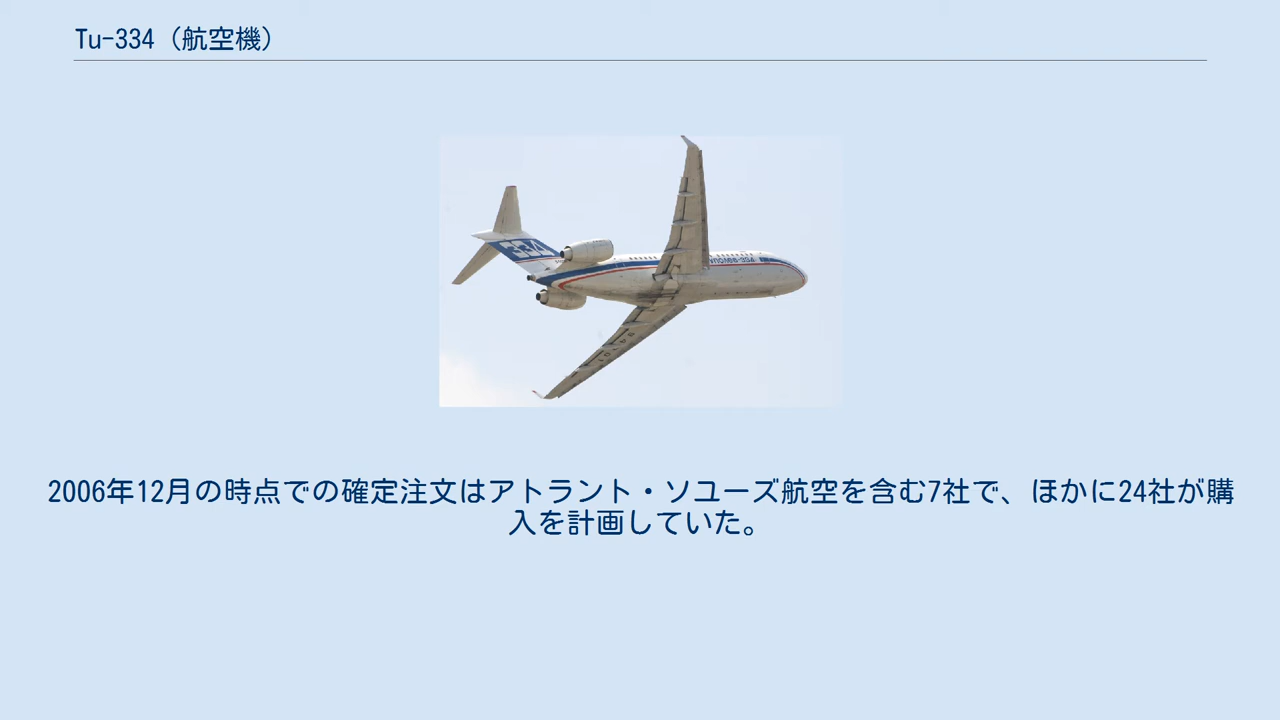 Tu-334（航空機）
334
2006年12月の時点での確定注文はアトラント・ソユーズ航空を含む7社で、ほかに24社が購
入を計画していた。